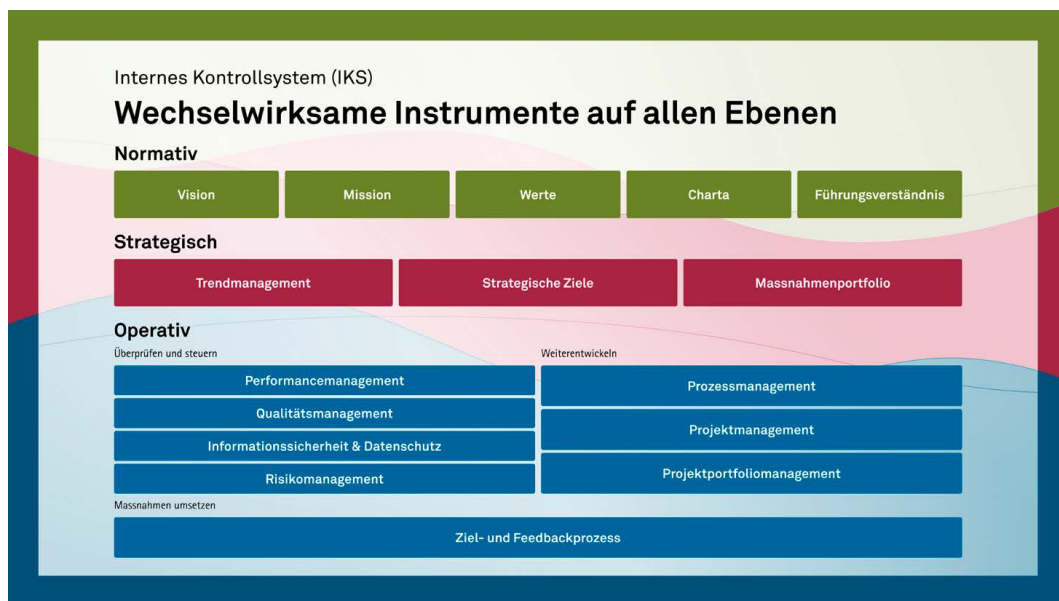 Internes Kontrollsystem (IKS)
Wechselwirksame Instrumente auf allen Ebenen
Normativ
Vision
Mission
Werte
Charta
Führungsverständnis
Strategisch
Trendmanagement
Strategische Ziele
Massnahmenportfolio
Operativ
Überprüfen und steuern
Performancemanagement
Qualitätsmanagement
Informationssicherheit & Datenschutz
Risikomanagement
Weiterentwickeln
Prozessmanagement
Projektmanagement
Projektportfoliomanagement
Massnahmen umsetzen
Ziel- und Feedbackprozess